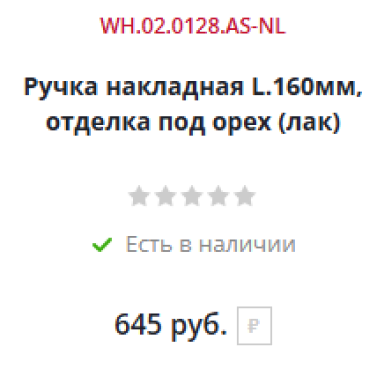 WH.02.0128.AS-NL
Ручка накладная L.160мм,
отделка под орех (лак)
Есть в наличии
645 руб. ₽